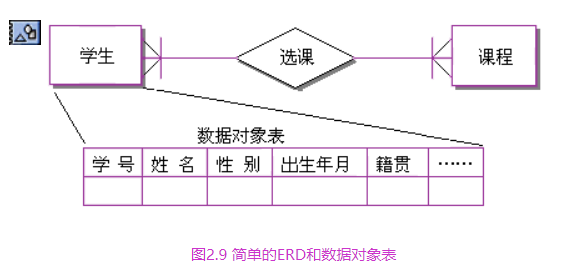 学生 选课 课程
数据对象表
学 号 姓 名 性 别 出生年月 籍贯 ……
图2.9 简单的ERD和数据对象表